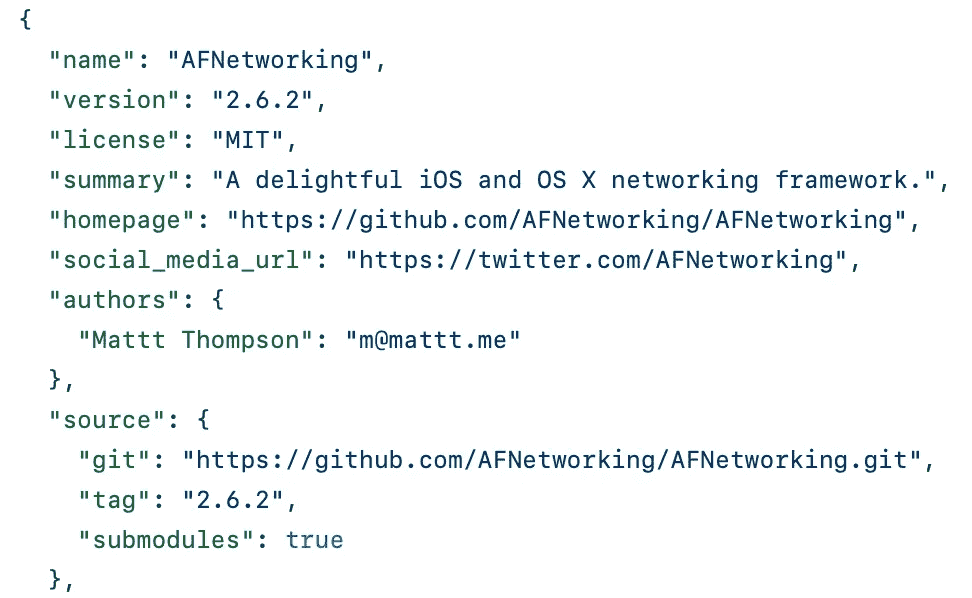 {
"name": "AFNetworking",
"version": "2.6.2",
"license": "MIT",
"summary": "A delightful iOS and OS X networking framework.",
"homepage": "https://github.com/AFNetworking/AFNetworking",
"social_media_url": "https://twitter.com/AFNetworking",
"authors": {
"Mattt Thompson": "m@mattt.me"
},
"source": {
"git": "https://github.com/AFNetworking/AFNetworking.git",
"tag": "2.6.2",
"submodules": true
},